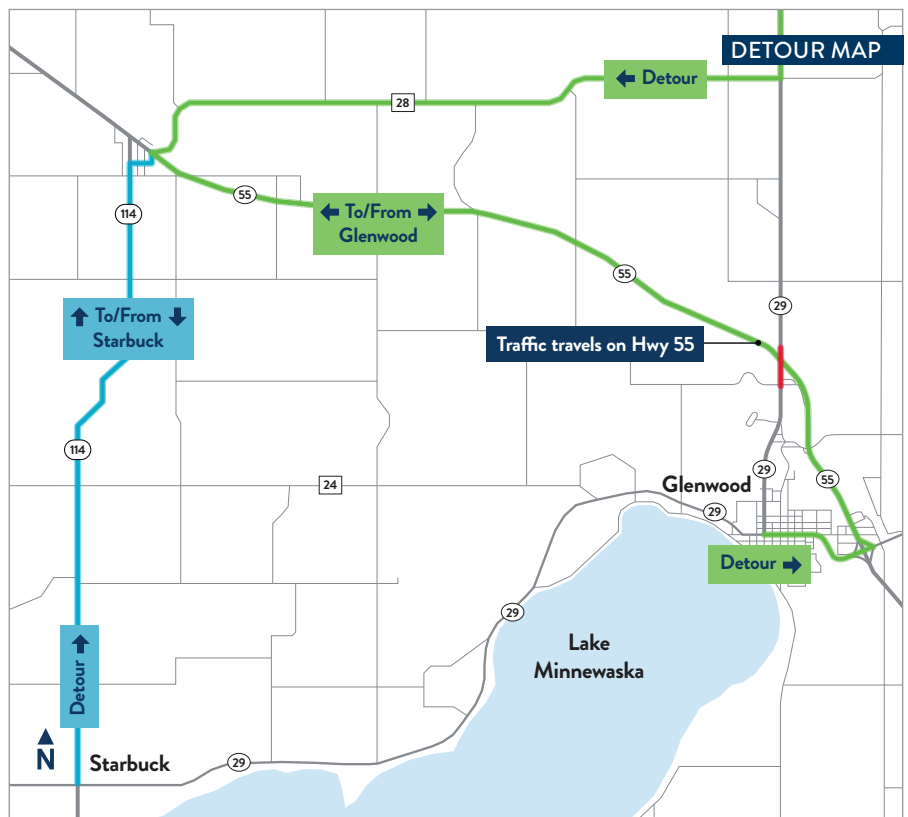 DETOUR MAP
Detour
28
55
To/From
Glenwood
114
55
29
To/From
Starbuck
Traffic travels on Hwy 55
114
29
55
24
Glenwood
29
Detour
29
Lake
Minnewaska
Detour
N
Starbuck
29